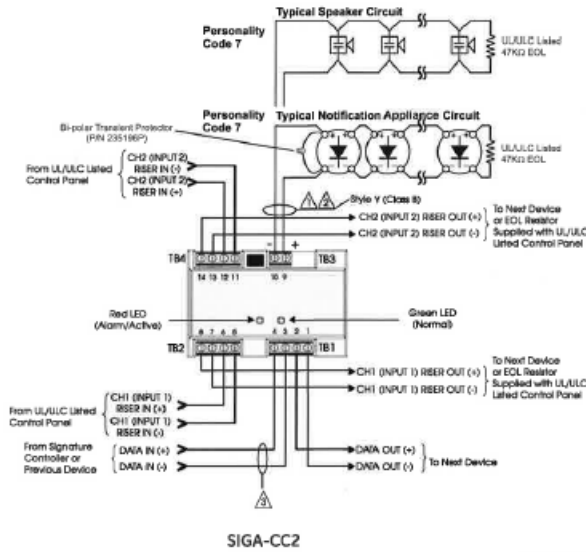 Typical Speaker Circuit
Personality
Code 7
UL/ULC Listed
47KΩ EOL
Personality
Code 7
Typical Notification Appliance Circuit
Bi-polar Transient Protector
(P/N 235196P)
UL/ULC Listed
47KΩ EOL
From UL/ULC Listed
Control Panel
CH2 (INPUT 2)
RISER IN (-)
CH2 (INPUT 2)
RISER IN (+)
1
2
Style Y (Class B)
CH2 (INPUT 2) RISER OUT (+)
CH2 (INPUT 2) RISER OUT (-)
To Next Device
or EOL Resistor
Supplied with UL/ULC
Listed Control Panel
- +
TB4
TB3
14 13 12 11
10 9
Red LED
(Alarm/Active)
Green LED
(Normal)
8 7 6 5
4 3 2 1
TB2
TB1
CH1 (INPUT 1) RISER OUT (+)
CH1 (INPUT 1) RISER OUT (-)
To Next Device
or EOL Resistor
Supplied with UL/ULC
Listed Control Panel
From UL/ULC Listed
Control Panel
CH1 (INPUT 1)
RISER IN (+)
CH1 (INPUT 1)
RISER IN (-)
From Signature
Controller or
Previous Device
DATA IN (+)
DATA IN (-)
DATA OUT (+)
DATA OUT (-)
To Next Device
3
SIGA-CC2